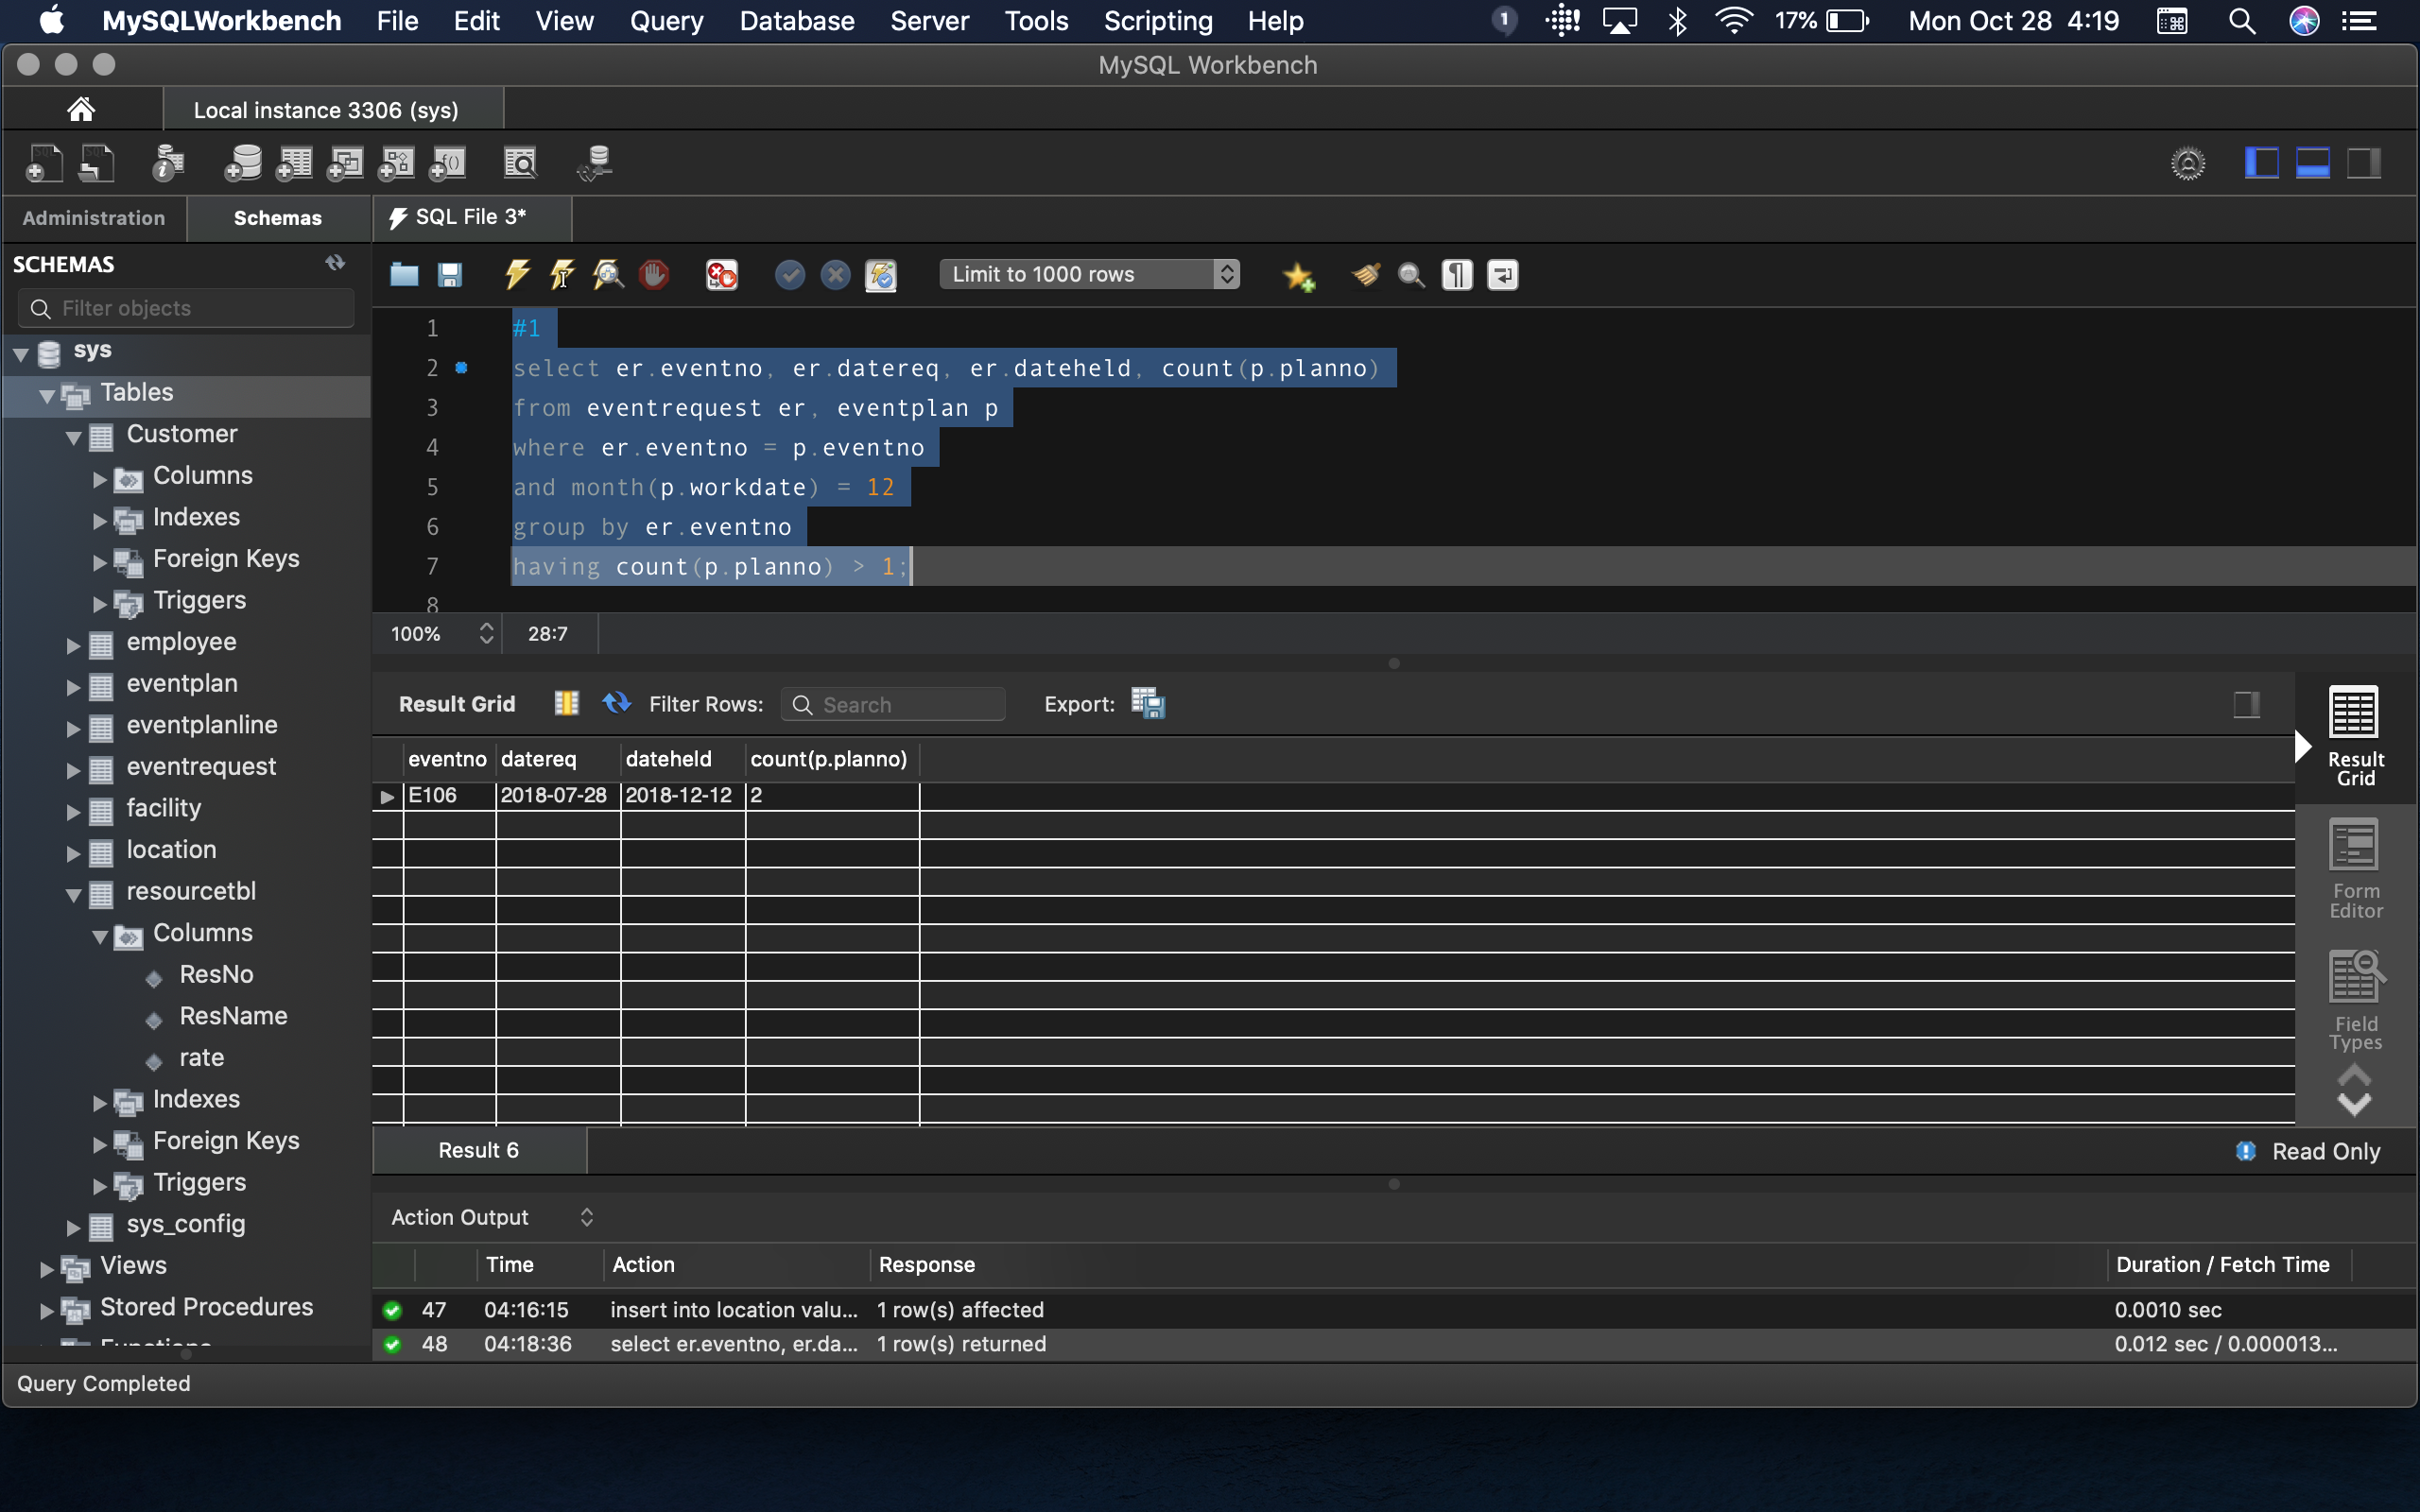 MySQLWorkbench File Edit View Query Database Server Tools Scripting Help 1 17% Mon Oct 28 4:19
MySQL Workbench
Local instance 3306 (sys)
Administration Schemas SQL File 3*
SCHEMAS
Limit to 1000 rows
Filter objects
sys
Tables
Customer
Columns
Indexes
Foreign Keys
Triggers
employee
eventplan
eventplanline
eventrequest
facility
location
resourcetbl
Columns
ResNo
ResName
rate
Indexes
Foreign Keys
Triggers
sys_config
Views
Stored Procedures
Functions
1 #1
2 select er.eventno, er.datereq, er.dateheld, count(p.planno)
3 from eventrequest er, eventplan p
4 where er.eventno = p.eventno
5 and month(p.workdate) = 12
6 group by er.eventno
7 having count(p.planno) > 1;
8
100% 28:7
Result Grid Filter Rows: Search Export:
eventno datereq dateheld count(p.planno)
E106 2018-07-28 2018-12-12 2
Result
Grid
Form
Editor
Field
Types
Result 6 Read Only
Action Output
Time Action Response Duration / Fetch Time
47 04:16:15 insert into location valu... 1 row(s) affected 0.0010 sec
48 04:18:36 select er.eventno, er.da... 1 row(s) returned 0.012 sec / 0.000013...
Query Completed